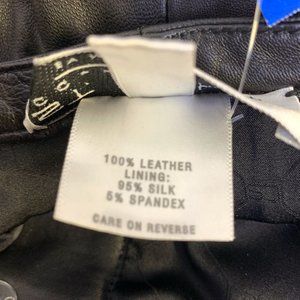 100% LEATHER
LINING:
95% SILK
5% SPANDEX
CARE ON REVERSE